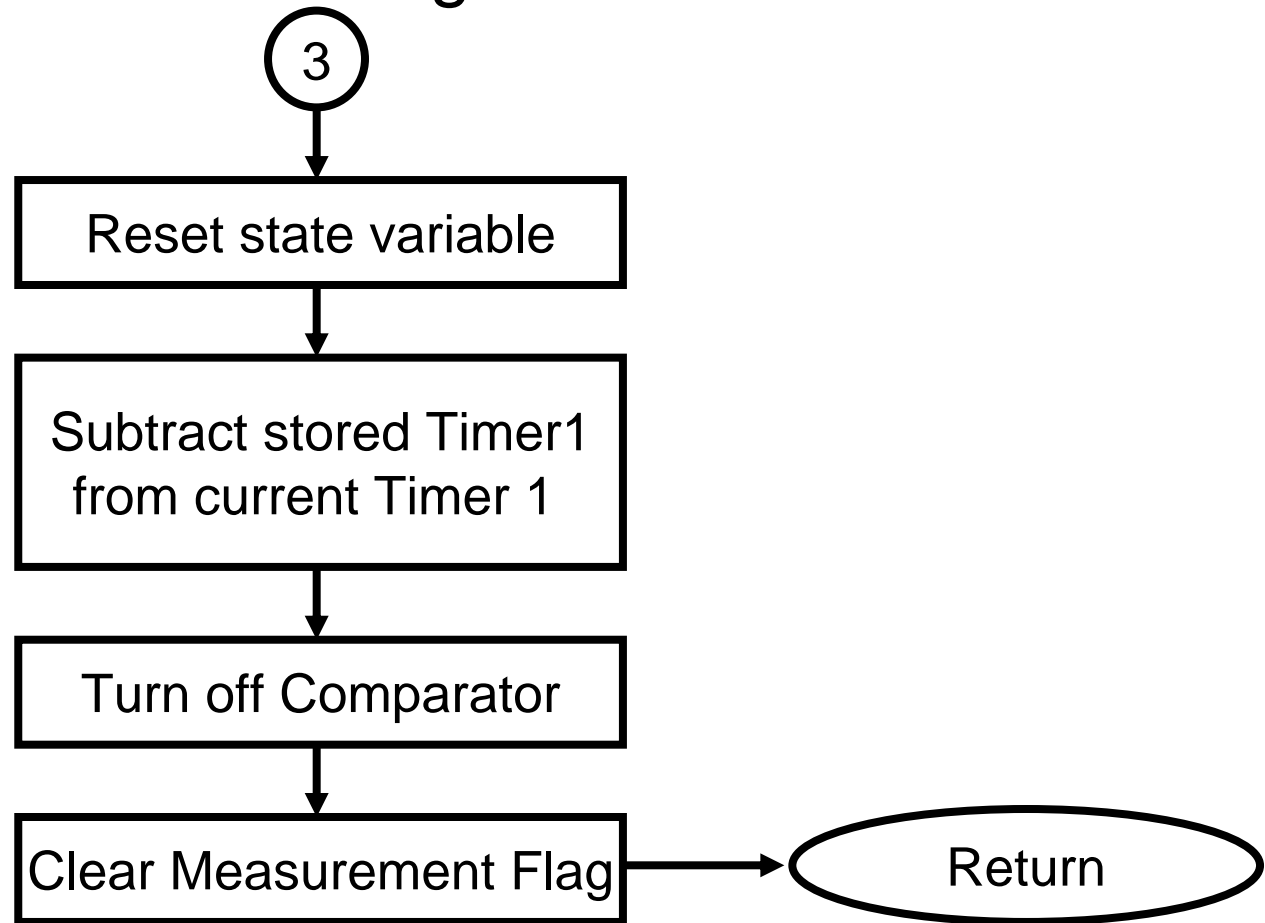 3
Reset state variable
Subtract stored Timer1
from current Timer 1
Turn off Comparator
Clear Measurement Flag
Return